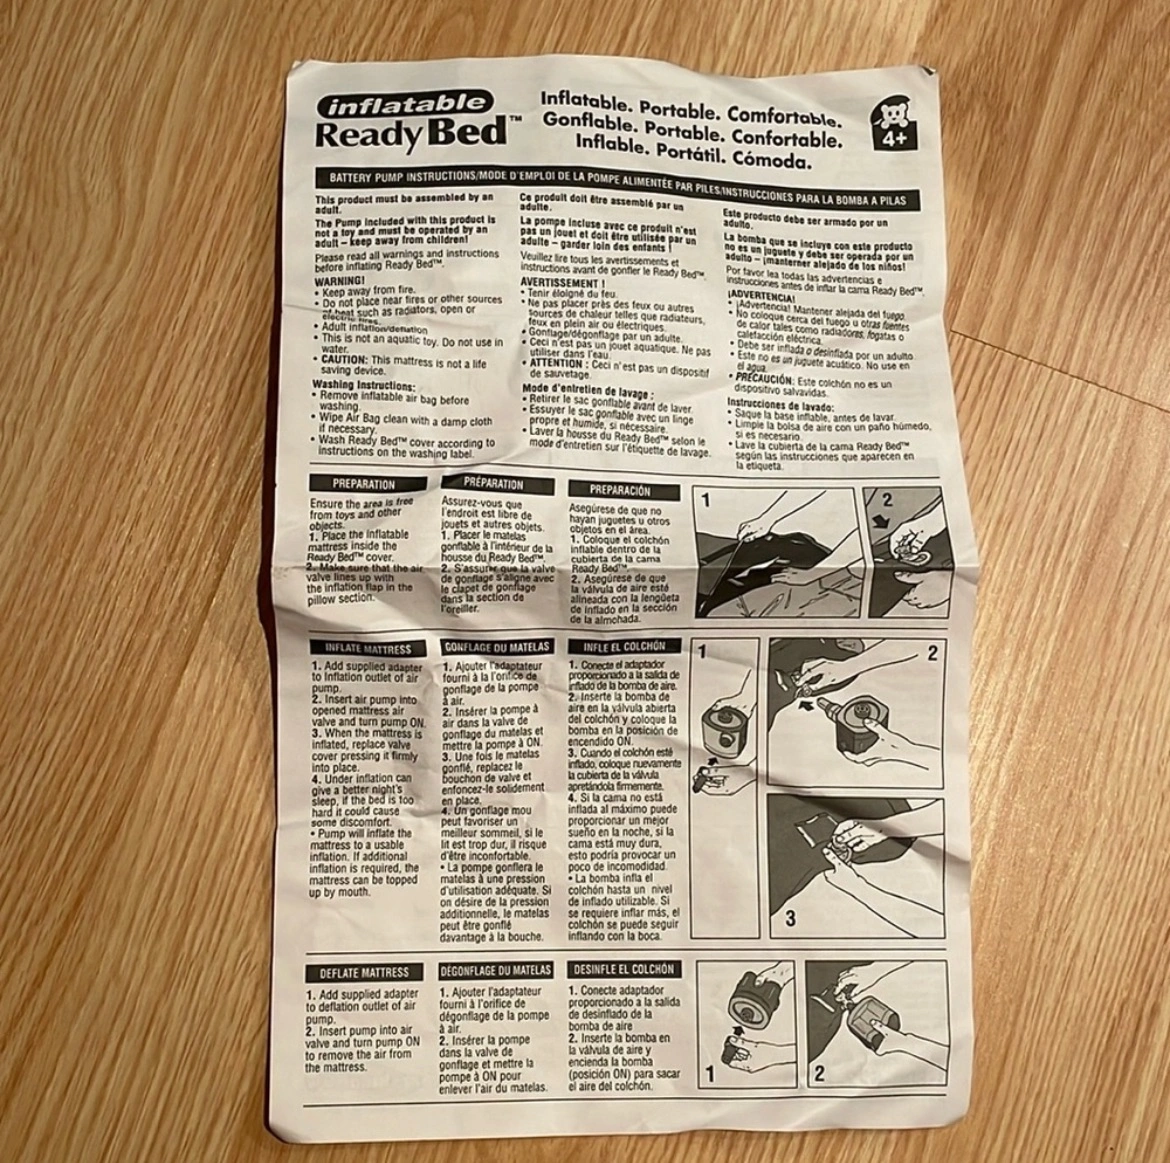 inflatable
ReadyBed™
Inflatable. Portable. Comfortable.
Gonflable. Portable. Confortable.
Inflable. Portátil. Cómoda.
4+
BATTERY PUMP INSTRUCTIONS/MODE D'EMPLOI DE LA POMPE ALIMENTÉE PAR PILES/INSTRUCCIONES PARA LA BOMBA A PILAS
This product must be assembled by an
adult.
The Pump included with this product is
not a toy and must be operated by an
adult – keep away from children!
Please read all warnings and instructions
before inflating Ready Bed™.
WARNING!
• Keep away from fire.
• Do not place near fires or other sources
of heat such as radiators, open or
electric fires.
• Adult inflation/deflation
• This is not an aquatic toy. Do not use in
water.
• CAUTION: This mattress is not a life
saving device.
Washing Instructions:
• Remove inflatable air bag before
washing.
• Wipe Air Bag clean with a damp cloth
if necessary.
• Wash Ready Bed™ cover according to
instructions on the washing label.
Ce produit doit être assemblé par un
adulte.
La pompe incluse avec ce produit n'est
pas un jouet et doit être utilisée par un
adulte – garder loin des enfants !
Veuillez lire tous les avertissements et
instructions avant de gonfler le Ready Bed™.
AVERTISSEMENT !
• Tenir éloigné du feu.
• Ne pas placer près des feux ou autres
sources de chaleur telles que radiateurs,
feux en plein air ou électriques.
• Gonflage/dégonflage par un adulte.
• Ceci n'est pas un jouet aquatique. Ne pas
utiliser dans l'eau.
• ATTENTION : Ceci n'est pas un dispositif
de sauvetage.
Mode d'entretien de lavage :
• Retirer le sac gonflable avant de laver.
• Essuyer le sac gonflable avec un linge
propre et humide, si nécessaire.
• Laver la housse du Ready Bed™ selon le
mode d'entretien sur l'étiquette de lavage.
Este producto debe ser armado por un
adulto.
La bomba que se incluye con este producto
no es un juguete y debe ser operada por un
adulto – ¡mantener alejado de los niños!
Por favor lea todas las advertencias e
instrucciones antes de inflar la cama Ready Bed™.
¡ADVERTENCIA!
• ¡Advertencia! Mantener alejada del fuego.
• No coloque cerca del fuego u otras fuentes
de calor tales como radiadores, fogatas o
calefacción eléctrica.
• Debe ser inflada o desinflada por un adulto.
• Este no es un juguete acuático. No use en
el agua.
• PRECAUCIÓN: Este colchón no es un
dispositivo salvavidas.
Instrucciones de lavado:
• Saque la base inflable, antes de lavar.
• Limpie la bolsa de aire con un paño húmedo,
si es necesario.
• Lave la cubierta de la cama Ready Bed™
según las instrucciones que aparecen en
la etiqueta.
PREPARATION
Ensure the area is free
from toys and other
objects.
1. Place the inflatable
mattress inside the
Ready Bed™ cover.
2. Make sure that the air
valve lines up with
the inflation flap in the
pillow section.
PRÉPARATION
Assurez-vous que
l'endroit est libre de
jouets et autres objets.
1. Placer le matelas
gonflable à l'intérieur de la
housse du Ready Bed™.
2. S'assurer que la valve
de gonflage s'aligne avec
le clapet de gonflage
dans la section de
l'oreiller.
PREPARACIÓN
Asegúrese de que no
hayan juguetes u otros
objetos en el área.
1. Coloque el colchón
inflable dentro de la
cubierta de la cama
Ready Bed™.
2. Asegúrese de que
la válvula de aire esté
alineada con la lengüeta
de inflado en la sección
de la almohada.
1
2
INFLATE MATTRESS
1. Add supplied adapter
to Inflation outlet of air
pump.
2. Insert air pump into
opened mattress air
valve and turn pump ON.
3. When the mattress is
inflated, replace valve
cover pressing it firmly
into place.
4. Under inflation can
give a better night's
sleep, if the bed is too
hard it could cause
some discomfort.
• Pump will inflate the
mattress to a usable
inflation. If additional
inflation is required, the
mattress can be topped
up by mouth.
GONFLAGE DU MATELAS
1. Ajouter l'adaptateur
fourni à la l'orifice de
gonflage de la pompe
à air.
2. Insérer la pompe à
air dans la valve de
gonflage du matelas et
mettre la pompe à ON.
3. Une fois le matelas
gonflé, replacez le
bouchon de valve et
enfoncez-le solidement
en place.
4. Un gonflage mou
peut favoriser un
meilleur sommeil, si le
lit est trop dur, il risque
d'être inconfortable.
• La pompe gonflera le
matelas à une pression
d'utilisation adéquate. Si
on désire de la pression
additionnelle, le matelas
peut être gonflé
davantage à la bouche.
INFLE EL COLCHÓN
1. Conecte el adaptador
proporcionado a la salida de
inflado de la bomba de aire.
2. Inserte la bomba de
aire en la válvula abierta
del colchón y coloque la
bomba en la posición de
encendido ON.
3. Cuando el colchón esté
inflado, coloque nuevamente
la cubierta de la válvula
apretándola firmemente.
4. Si la cama no está
inflada al máximo puede
proporcionar un mejor
sueño en la noche, si la
cama está muy dura,
esto podría provocar un
poco de incomodidad.
• La bomba infla el
colchón hasta un nivel
de inflado utilizable. Si
se requiere inflar más, el
colchón se puede seguir
inflando con la boca.
1
2
3
DEFLATE MATTRESS
1. Add supplied adapter
to deflation outlet of air
pump.
2. Insert pump into air
valve and turn pump ON
to remove the air from
the mattress.
DÉGONFLAGE DU MATELAS
1. Ajouter l'adaptateur
fourni à l'orifice de
dégonflage de la pompe
à air.
2. Insérer la pompe
dans la valve de
gonflage et mettre la
pompe à ON pour
enlever l'air du matelas.
DESINFLE EL COLCHÓN
1. Conecte adaptador
proporcionado a la salida
de desinflado de la
bomba de aire
2. Inserte la bomba en
la válvula de aire y
encienda la bomba
(posición ON) para sacar
el aire del colchón.
1
2